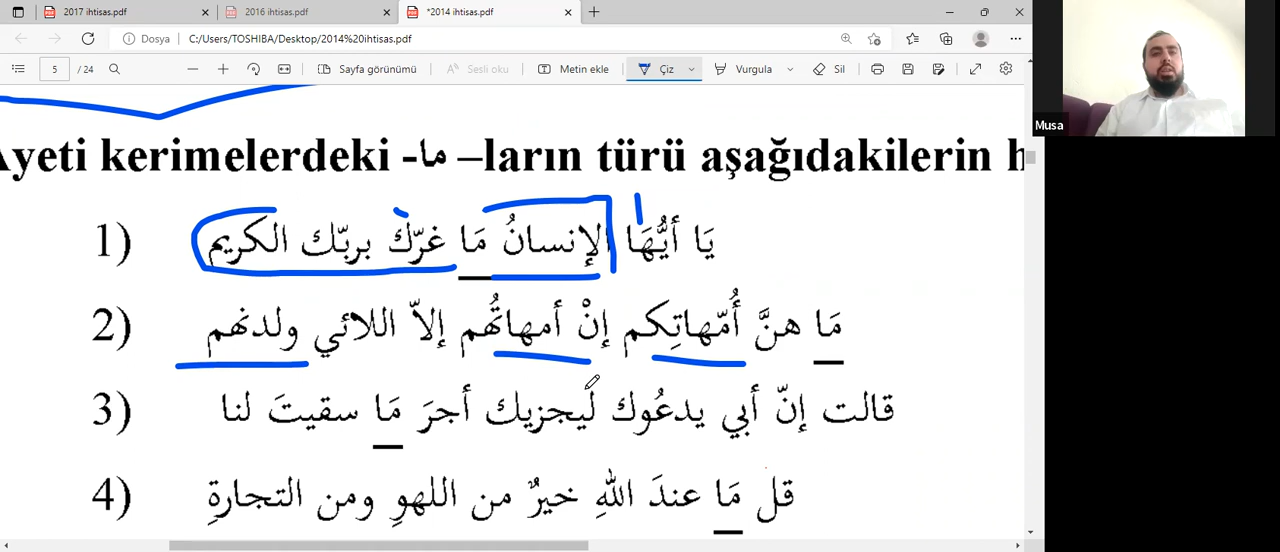 2017 ihtisas.pdf
2016 ihtisas.pdf
*2014 ihtisas.pdf
Dosya
C:/Users/TOSHIBA/Desktop/2014%20ihtisas.pdf
5 / 24
Sayfa görünümü
Sesli oku
Metin ekle
Çiz
Vurgula
Sil
Musa
Ayeti kerimelerdeki -ما –ların türü aşağıdakilerin h
1) يَا أيُّهَا الإنسانُ مَا غرّكَ بربّك الكريم
2) مَا هنَّ أُمّهاتِكم إنْ أمهاتُهم إلاّ اللائي ولدنهم
3) قالت إنّ أبي يدعُوك لِيجزيك أجرَ مَا سقيتَ لنا
4) قل مَا عندَ اللهِ خيرٌ من اللهوِ ومن التجارةِ